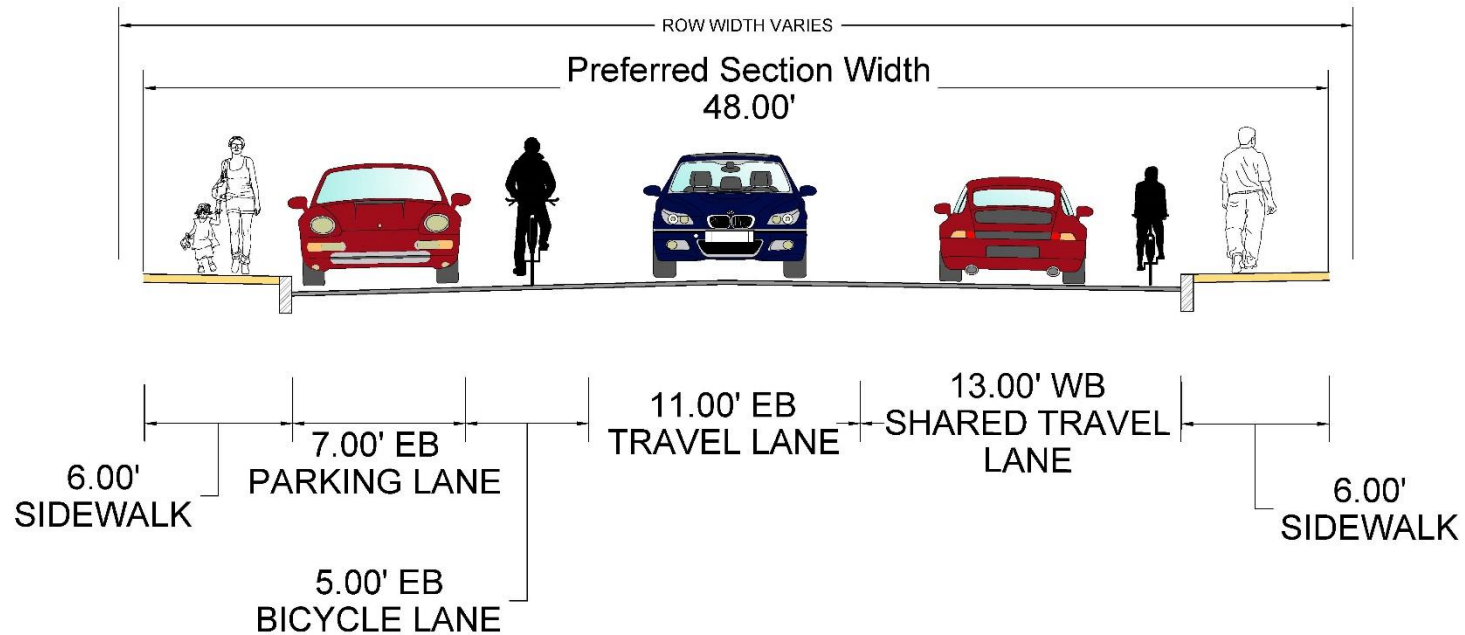 ROW WIDTH VARIES
Preferred Section Width
48.00'
6.00'
SIDEWALK
7.00' EB
PARKING LANE
5.00' EB
BICYCLE LANE
11.00' EB
TRAVEL LANE
13.00' WB
SHARED TRAVEL
LANE
6.00'
SIDEWALK